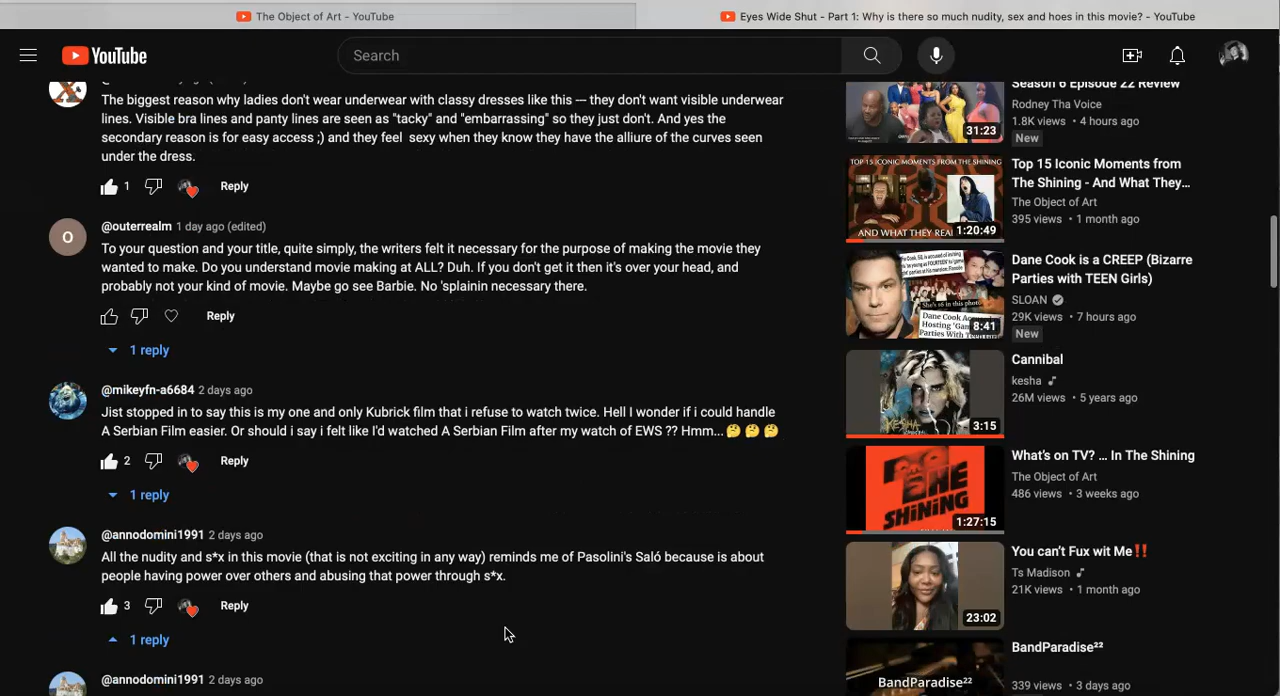 The Object of Art - YouTube
Eyes Wide Shut - Part 1: Why is there so much nudity, sex and hoes in this movie? - YouTube
YouTube
Search
The biggest reason why ladies don't wear underwear with classy dresses like this --- they don't want visible underwear
lines. Visible bra lines and panty lines are seen as "tacky" and "embarrassing" so they just don't. And yes the
secondary reason is for easy access ;) and they feel sexy when they know they have the alliure of the curves seen
under the dress.
1
Reply
O
@outerrealm 1 day ago (edited)
To your question and your title, quite simply, the writers felt it necessary for the purpose of making the movie they
wanted to make. Do you understand movie making at ALL? Duh. If you don't get it then it's over your head, and
probably not your kind of movie. Maybe go see Barbie. No 'splainin necessary there.
Reply
1 reply
@mikeyfn-a6684 2 days ago
Jist stopped in to say this is my one and only Kubrick film that i refuse to watch twice. Hell I wonder if i could handle
A Serbian Film easier. Or should i say i felt like I'd watched A Serbian Film after my watch of EWS ?? Hmm... 🤔 🤔 🤔
2
Reply
1 reply
@annodomini1991 2 days ago
All the nudity and s*x in this movie (that is not exciting in any way) reminds me of Pasolini's Saló because is about
people having power over others and abusing that power through s*x.
3
Reply
1 reply
@annodomini1991 2 days ago
Season 6 Episode 22 Review
Rodney Tha Voice
1.8K views • 4 hours ago
New
31:23
TOP 15 ICONIC MOMENTS FROM THE SHINING
AND WHAT THEY REA
1:20:49
Top 15 Iconic Moments from
The Shining - And What They...
The Object of Art
395 views • 1 month ago
8:41
Dane Cook is a CREEP (Bizarre
Parties with TEEN Girls)
SLOAN
29K views • 7 hours ago
New
KESHA
3:15
Cannibal
kesha
26M views • 5 years ago
THE
SHiNiNG
1:27:15
What's on TV? ... In The Shining
The Object of Art
486 views • 3 weeks ago
23:02
You can't Fux wit Me‼️
Ts Madison
21K views • 1 month ago
BandParadise²²
BandParadise²²
339 views • 3 days ago